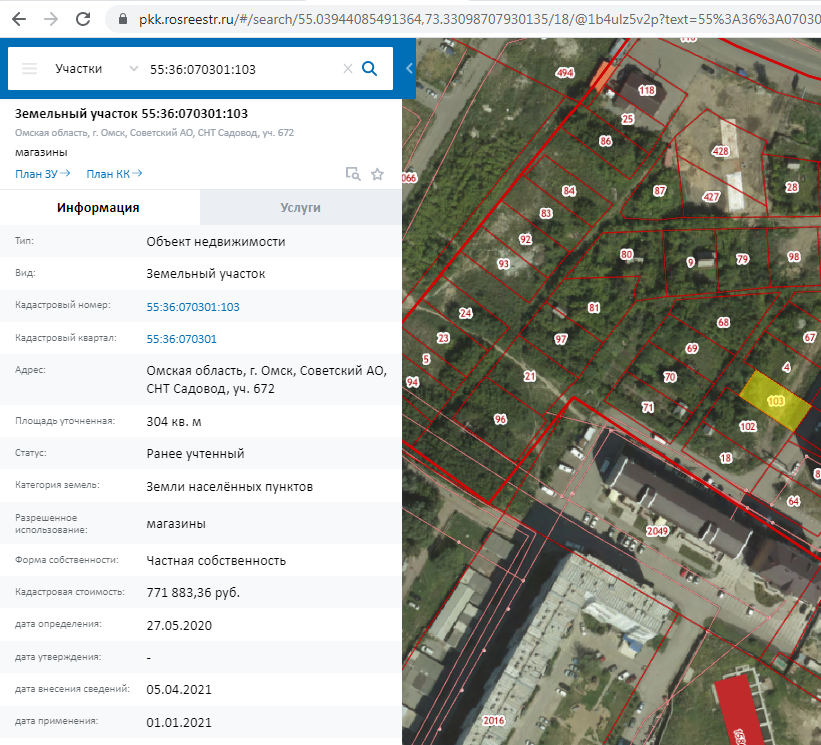 pkk.rosreestr.ru/#/search/55.03944085491364,73.33098707930135/18/@1b4ulz5v2p?text=55%3A36%3A07030
Участки
55:36:070301:103
Земельный участок 55:36:070301:103
Омская область, г. Омск, Советский АО, СНТ Садовод, уч. 672
магазины
План ЗУ→ План КК→
Информация Услуги
Тип: Объект недвижимости
Вид: Земельный участок
Кадастровый номер: 55:36:070301:103
Кадастровый квартал: 55:36:070301
Адрес: Омская область, г. Омск, Советский АО,
СНТ Садовод, уч. 672
Площадь уточненная: 304 кв. м
Статус: Ранее учтенный
Категория земель: Земли населённых пунктов
Разрешенное
использование: магазины
Форма собственности: Частная собственность
Кадастровая стоимость: 771 883,36 руб.
дата определения: 27.05.2020
дата утверждения: -
дата внесения сведений: 05.04.2021
дата применения: 01.01.2021
494
118
25
86
428
066
84
87
427
28
83
92
80
9
79
98
93
24
81
68
23
97
69
67
5
4
94
21
70
103
71
96
102
18
64
2049
2016